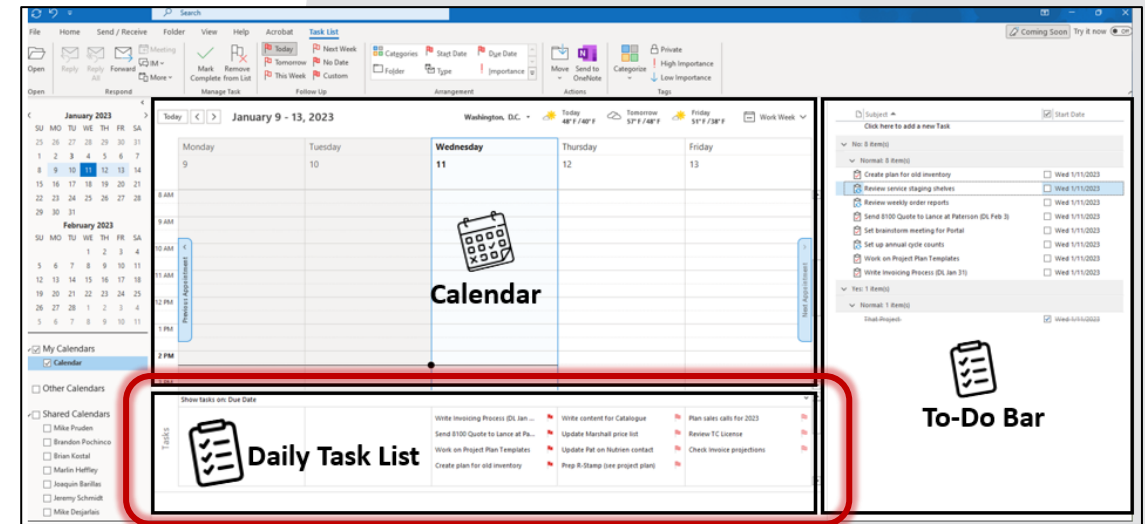 Search
File Home Send / Receive Folder View Help Acrobat Task List
Coming Soon Try it now Off
Open Reply Reply All Forward Meeting IM More
Mark Complete Remove from List
Today Next Week
Tomorrow No Date
This Week Custom
Categories Start Date Due Date
Folder Type Importance
Move Send to OneNote
Categorize
Private
High Importance
Low Importance
Open Respond Manage Task Follow Up Arrangement Actions Tags
January 2023
SU MO TU WE TH FR SA
25 26 27 28 29 30 31
1 2 3 4 5 6 7
8 9 10 11 12 13 14
15 16 17 18 19 20 21
22 23 24 25 26 27 28
29 30 31
February 2023
SU MO TU WE TH FR SA
1 2 3 4
5 6 7 8 9 10 11
12 13 14 15 16 17 18
19 20 21 22 23 24 25
26 27 28 1 2 3 4
5 6 7 8 9 10 11
My Calendars
Calendar
Other Calendars
Shared Calendars
Mike Pruden
Brandon Pochinco
Brian Kostal
Marlin Heffley
Joaquin Barillas
Jeremy Schmidt
Mike Desjarlais
Today January 9 - 13, 2023
Washington, D.C. Today 48° F / 40° F Tomorrow 57° F / 48° F Friday 51° F / 38° F Work Week
Monday Tuesday Wednesday Thursday Friday
9 10 11 12 13
8 AM
9 AM
10 AM
11 AM
12 PM
1 PM
2 PM
Previous Appointment
Next Appointment
Calendar
Show tasks on: Due Date
Tasks
Daily Task List
Write Invoicing Process (DL Jan ... Write content for Catalogue Plan sales calls for 2023
Send 8100 Quote to Lance at Pa... Update Marshall price list Review TC License
Work on Project Plan Templates Update Pat on Nutrien contact Check Invoice projections
Create plan for old inventory Prep R-Stamp (see project plan)
Subject Start Date
Click here to add a new Task
No: 8 item(s)
Normal: 8 item(s)
Create plan for old inventory Wed 1/11/2023
Review service staging shelves Wed 1/11/2023
Review weekly order reports Wed 1/11/2023
Send 8100 Quote to Lance at Paterson (DL Feb 3) Wed 1/11/2023
Set brainstorm meeting for Portal Wed 1/11/2023
Set up annual cycle counts Wed 1/11/2023
Work on Project Plan Templates Wed 1/11/2023
Write Invoicing Process (DL Jan 31) Wed 1/11/2023
Yes: 1 item(s)
Normal: 1 item(s)
That Project: Wed 1/11/2023
To-Do Bar